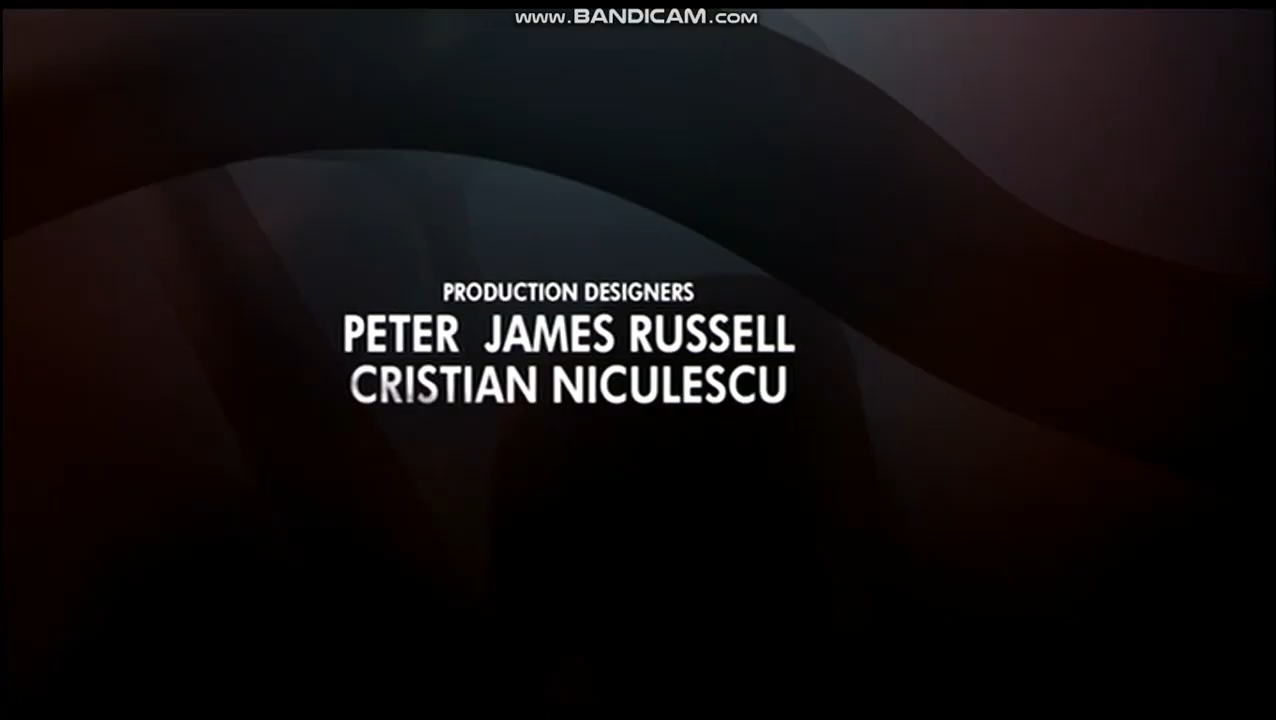 www.BANDICAM.com
PRODUCTION DESIGNERS
PETER  JAMES RUSSELL
CRISTIAN NICULESCU